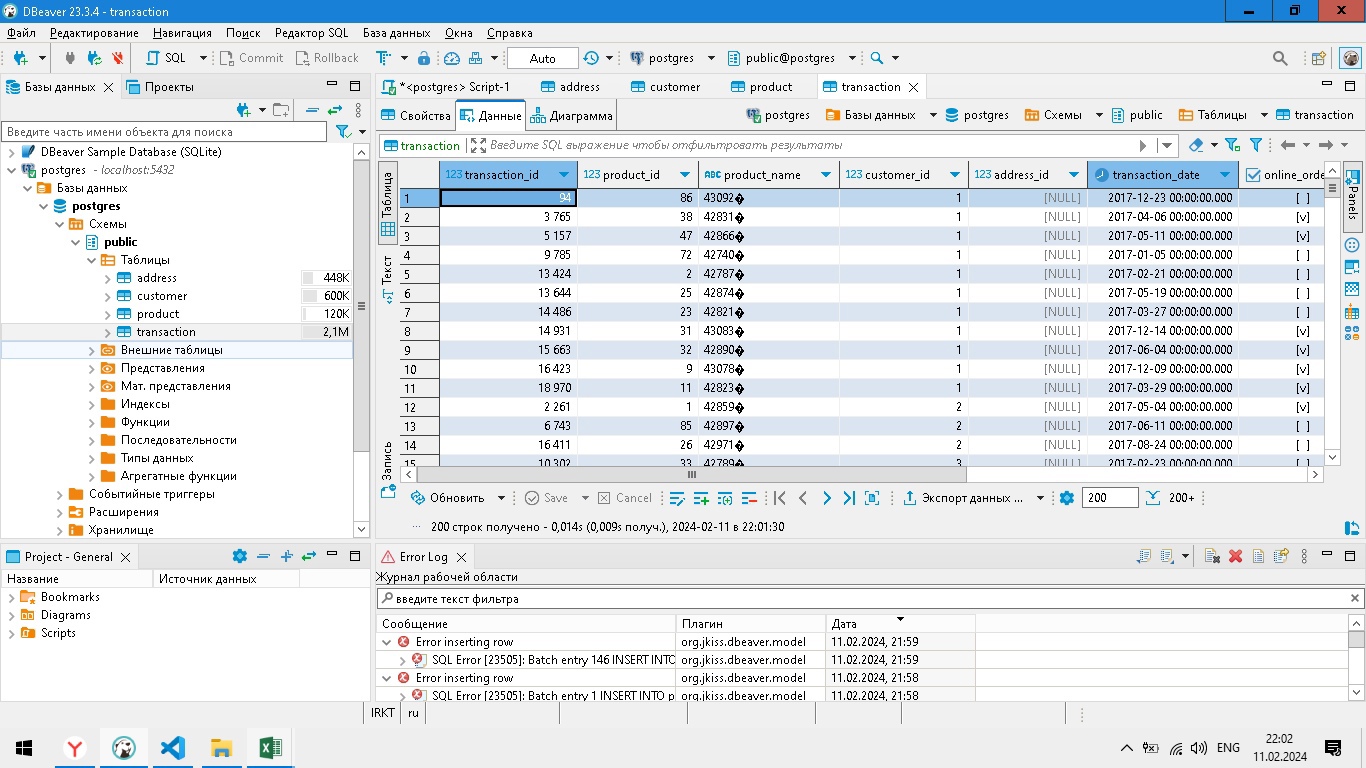 DBeaver 23.3.4 - transaction
Файл Редактирование Навигация Поиск Редактор SQL База данных Окна Справка
SQL Commit Rollback Auto postgres public@postgres
Базы данных Проекты
*<postgres> Script-1 address customer product transaction
Свойства Данные Диаграмма postgres Базы данных postgres Схемы public Таблицы transaction
Введите часть имени объекта для поиска
DBeaver Sample Database (SQLite)
postgres - localhost:5432
Базы данных
postgres
Схемы
public
Таблицы
address 448K
customer 600K
product 120K
transaction 2,1M
Внешние таблицы
Представления
Мат. представления
Индексы
Функции
Последовательности
Типы данных
Агрегатные функции
Событийные триггеры
Расширения
Хранилище
transaction Введите SQL выражение чтобы отфильтровать результаты
Таблица
Текст
Запись
Panels
123 transaction_id 123 product_id ABC product_name 123 customer_id 123 address_id transaction_date online_orde
1 94 86 43092� 1 [NULL] 2017-12-23 00:00:00.000 [ ]
2 3 765 38 42831� 1 [NULL] 2017-04-06 00:00:00.000 [v]
3 5 157 47 42866� 1 [NULL] 2017-05-11 00:00:00.000 [v]
4 9 785 72 42740� 1 [NULL] 2017-01-05 00:00:00.000 [ ]
5 13 424 2 42787� 1 [NULL] 2017-02-21 00:00:00.000 [ ]
6 13 644 25 42874� 1 [NULL] 2017-05-19 00:00:00.000 [ ]
7 14 486 23 42821� 1 [NULL] 2017-03-27 00:00:00.000 [ ]
8 14 931 31 43083� 1 [NULL] 2017-12-14 00:00:00.000 [v]
9 15 663 32 42890� 1 [NULL] 2017-06-04 00:00:00.000 [v]
10 16 423 9 43078� 1 [NULL] 2017-12-09 00:00:00.000 [v]
11 18 970 11 42823� 1 [NULL] 2017-03-29 00:00:00.000 [v]
12 2 261 1 42859� 2 [NULL] 2017-05-04 00:00:00.000 [v]
13 6 743 85 42897� 2 [NULL] 2017-06-11 00:00:00.000 [ ]
14 16 411 26 42971� 2 [NULL] 2017-08-24 00:00:00.000 [ ]
15 10 302 33 42789� 3 [NULL] 2017-02-23 00:00:00.000 [ ]
Обновить Save Cancel Экспорт данных ... 200 200+
200 строк получено - 0,014s (0,009s получ.), 2024-02-11 в 22:01:30
Project - General
Название Источник данных
Bookmarks
Diagrams
Scripts
Error Log
Журнал рабочей области
введите текст фильтра
Сообщение Плагин Дата
Error inserting row org.jkiss.dbeaver.model 11.02.2024, 21:59
SQL Error [23505]: Batch entry 146 INSERT INTO org.jkiss.dbeaver.model 11.02.2024, 21:59
Error inserting row org.jkiss.dbeaver.model 11.02.2024, 21:58
SQL Error [23505]: Batch entry 1 INSERT INTO p org.jkiss.dbeaver.model 11.02.2024, 21:58
IRKT ru
ENG 22:02
11.02.2024